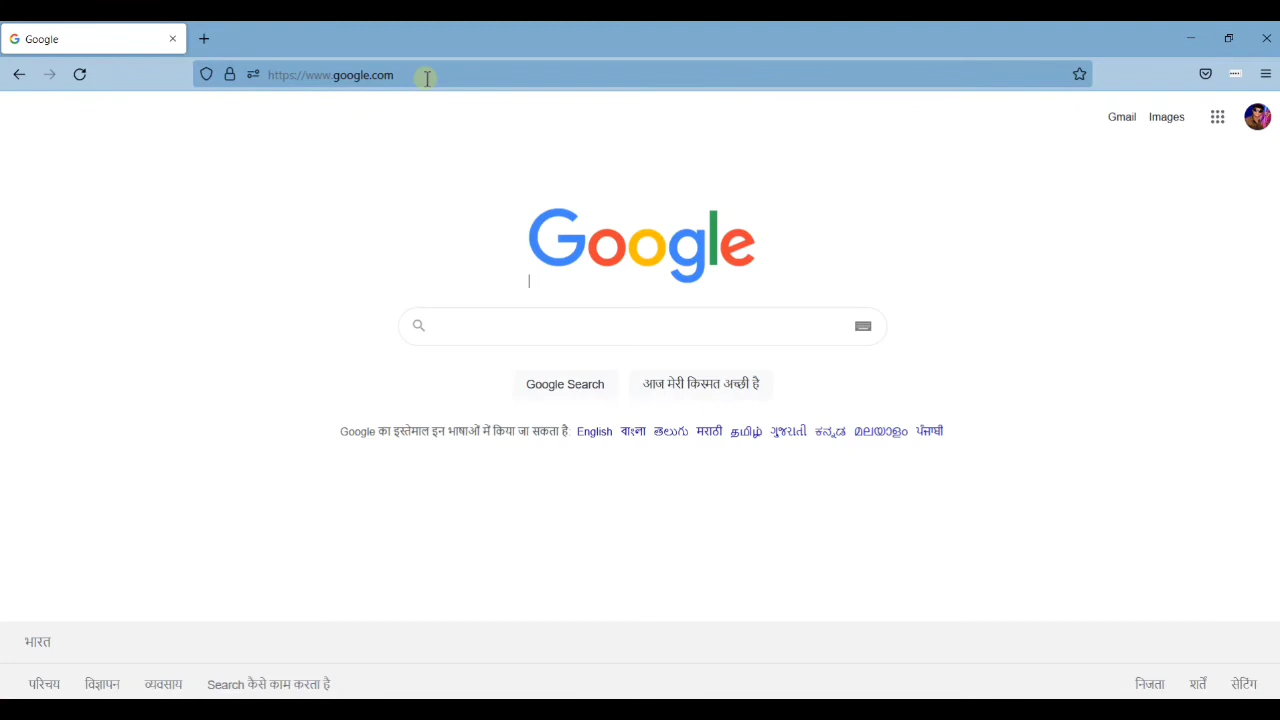 Google
https://www.google.com
Gmail Images
Google
Google Search आज मेरी किस्मत अच्छी है
Google का इस्तेमाल इन भाषाओं में किया जा सकता है: English বাংলা తెలుగు मराठी தமிழ் ગુજરાતી ಕನ್ನಡ മലയാളം ਪੰਜਾਬੀ
भारत
परिचय विज्ञापन व्यवसाय Search कैसे काम करता है निजता शर्तें सेटिंग